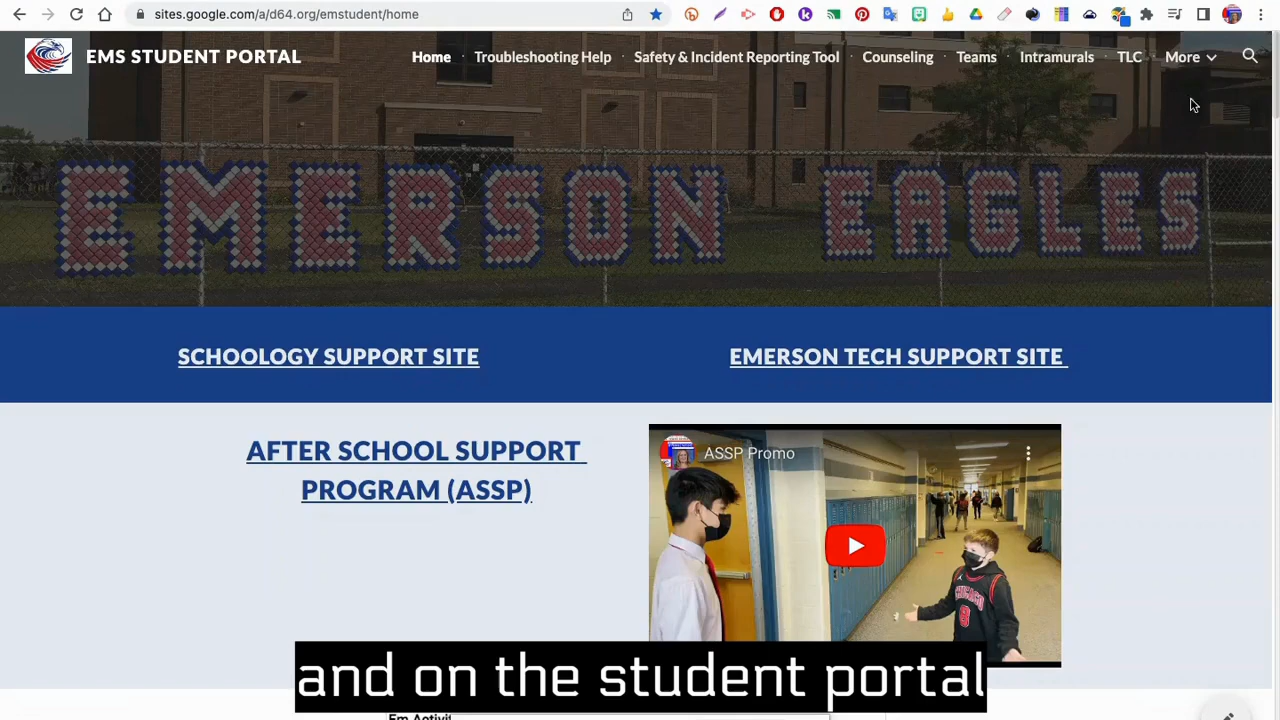 sites.google.com/a/d64.org/emstudent/home
EMS STUDENT PORTAL
Home
Troubleshooting Help
Safety & Incident Reporting Tool
Counseling
Teams
Intramurals
TLC
More
EMERSON EAGLES
SCHOOLOGY SUPPORT SITE
EMERSON TECH SUPPORT SITE
AFTER SCHOOL SUPPORT
PROGRAM (ASSP)
ASSP Promo
CHICAGO
8
and on the student portal